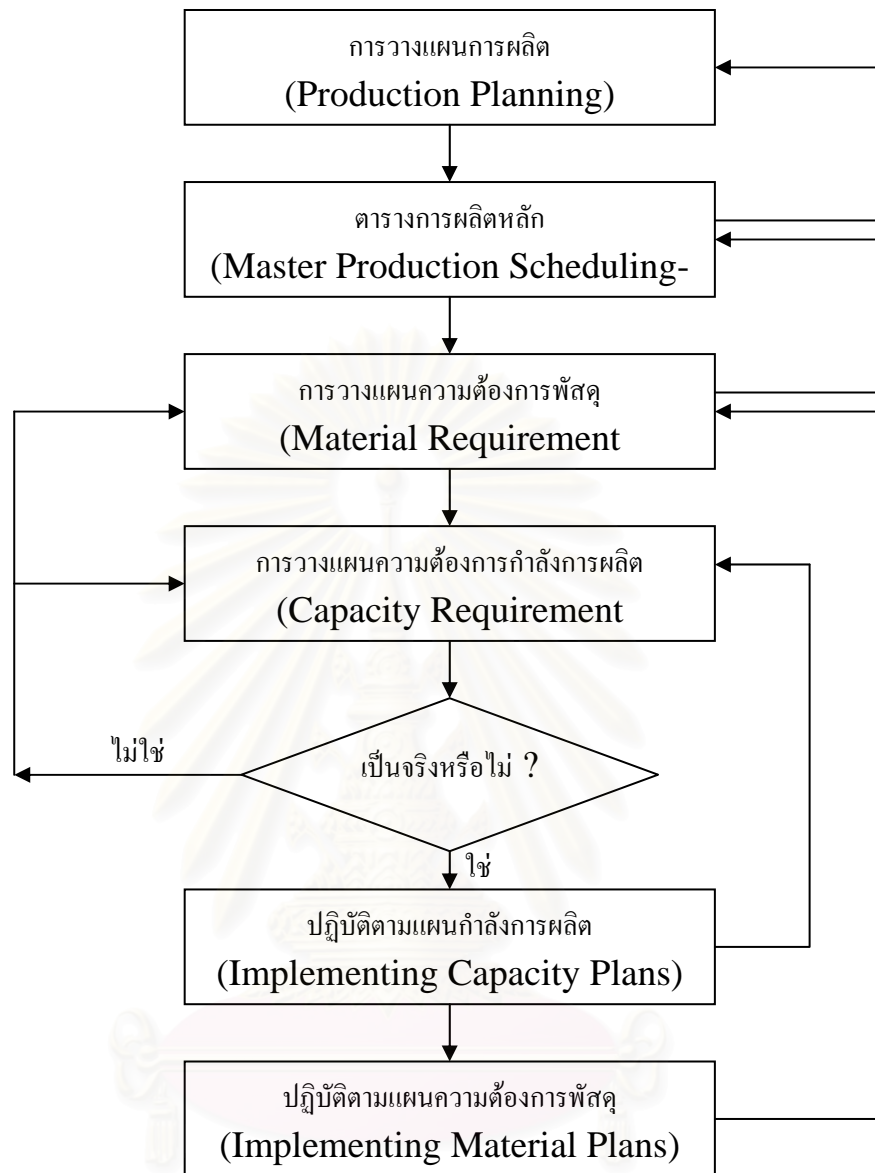 การวางแผนการผลิต
(Production Planning)
ตารางการผลิตหลัก
(Master Production Scheduling-
การวางแผนความต้องการพัสดุ
(Material Requirement
การวางแผนความต้องการกำลังการผลิต
(Capacity Requirement
ไม่ใช่
เป็นจริงหรือไม่ ?
ใช่
ปฏิบัติตามแผนกำลังการผลิต
(Implementing Capacity Plans)
ปฏิบัติตามแผนความต้องการพัสดุ
(Implementing Material Plans)